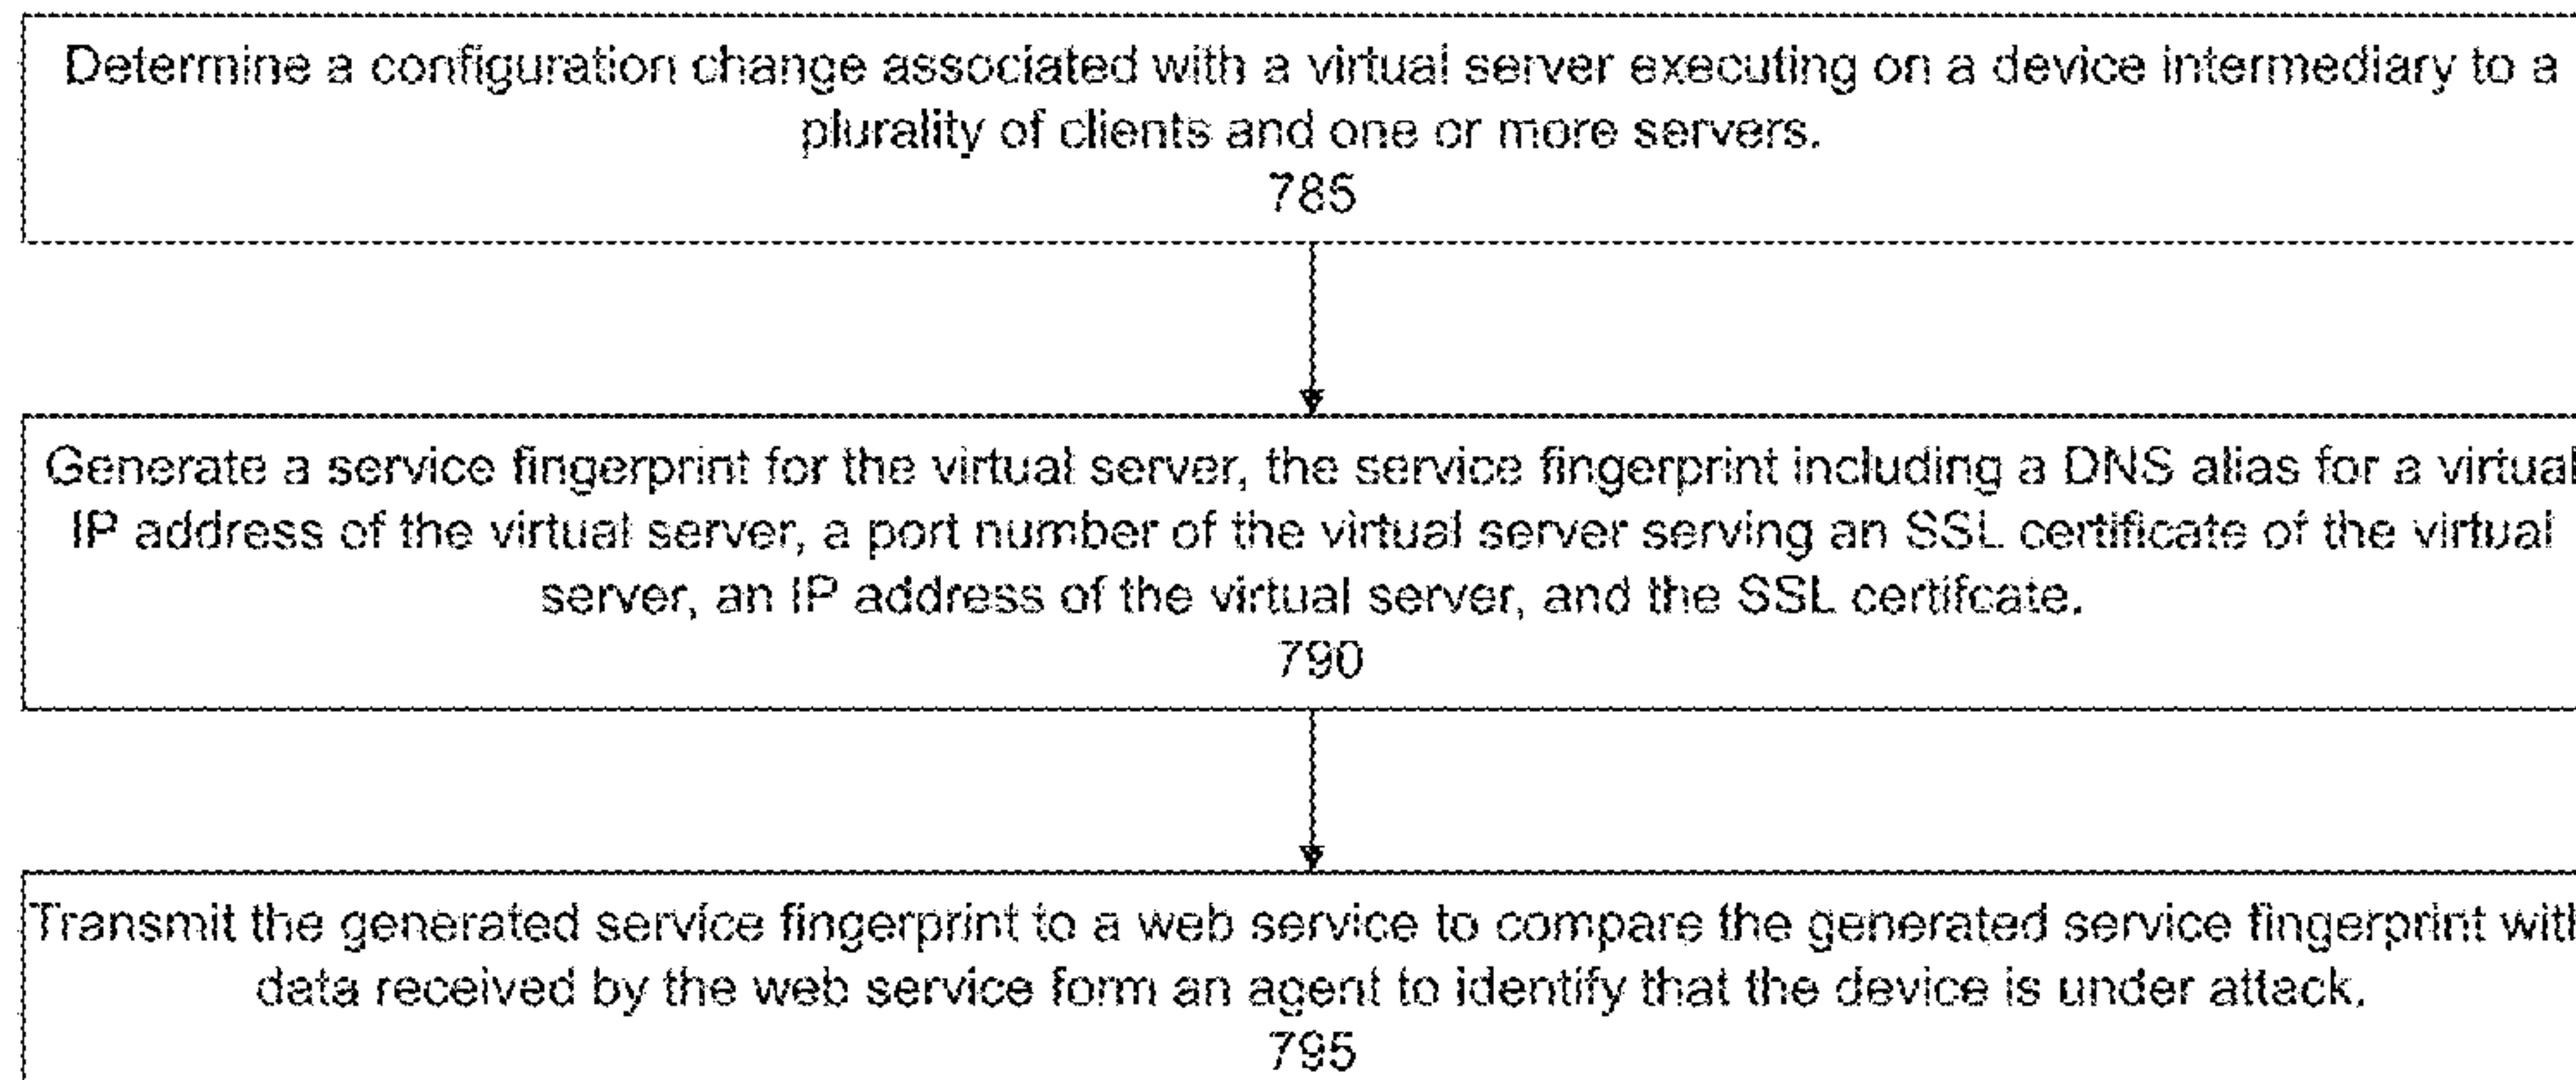 Determine a configuration change associated with a virtual server executing on a device intermediary to a
plurality of clients and one or more servers.
785
Generate a service fingerprint for the virtual server, the service fingerprint including a DNS alias for a virtual
IP address of the virtual server, a port number of the virtual server serving an SSL certificate of the virtual
server, an IP address of the virtual server, and the SSL certifcate.
790
Transmit the generated service fingerprint to a web service to compare the generated service fingerprint with
data received by the web service form an agent to identify that the device is under attack.
795